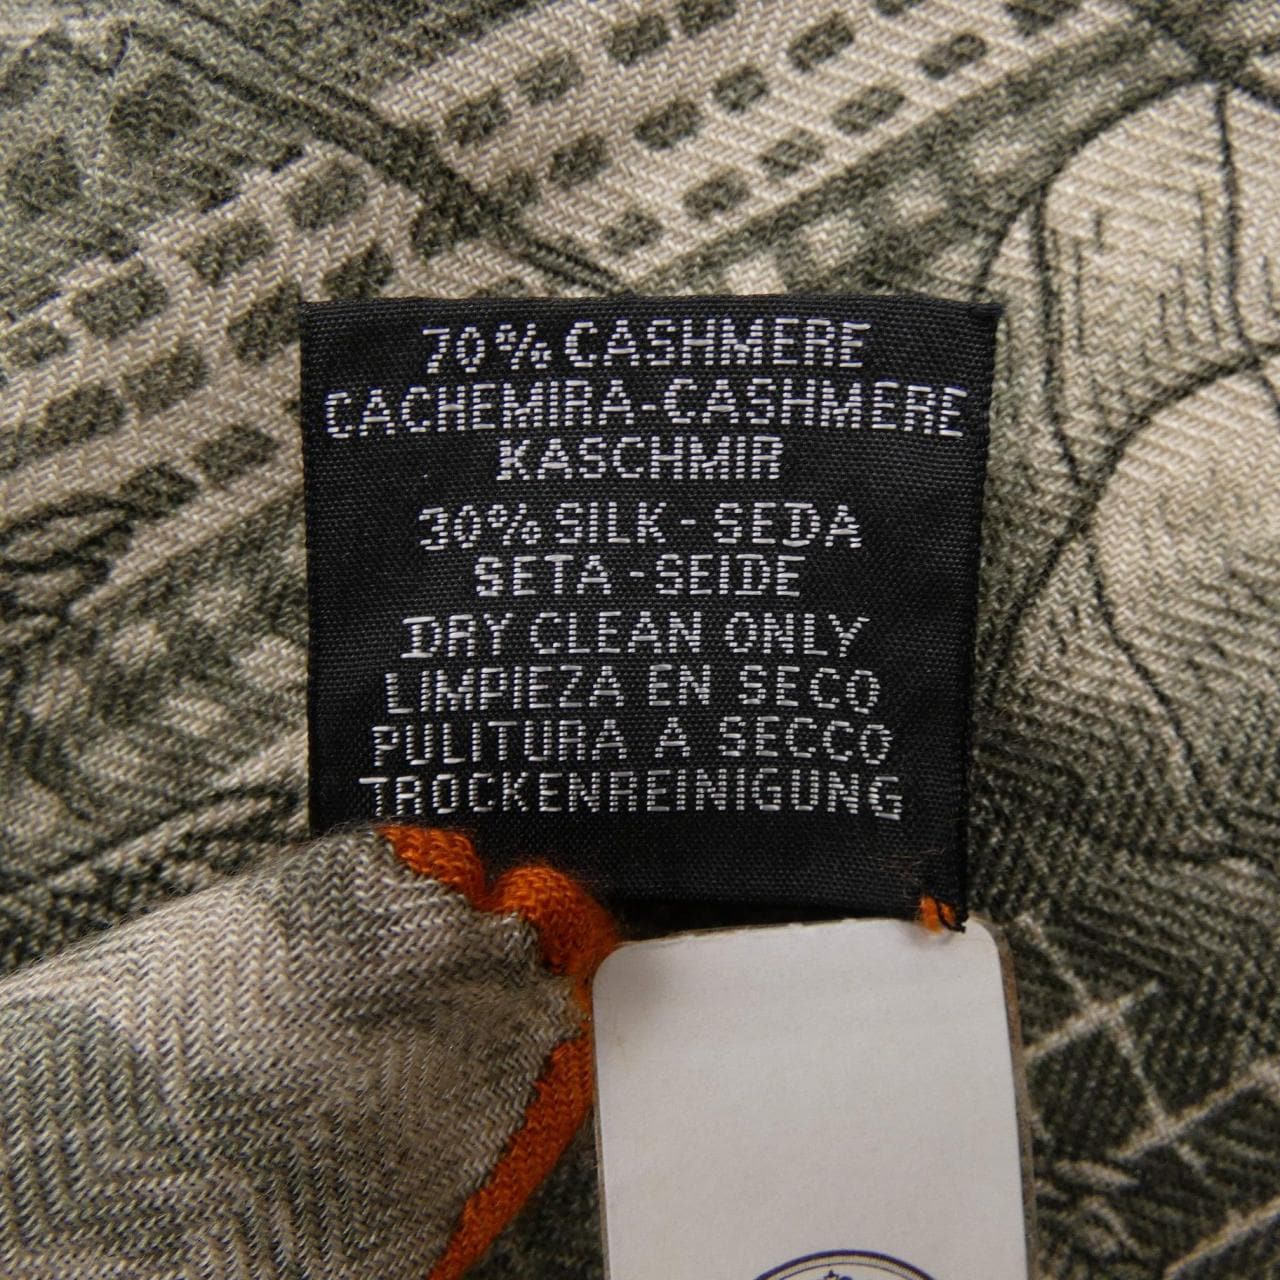 70% CASHMERE
CACHEMIRA-CASHMERE
KASCHMIR
30% SILK - SEDA
SETA - SEIDE
DRY CLEAN ONLY
LIMPIEZA EN SECO
PULITURA A SECCO
TROCKENREINIGUNG